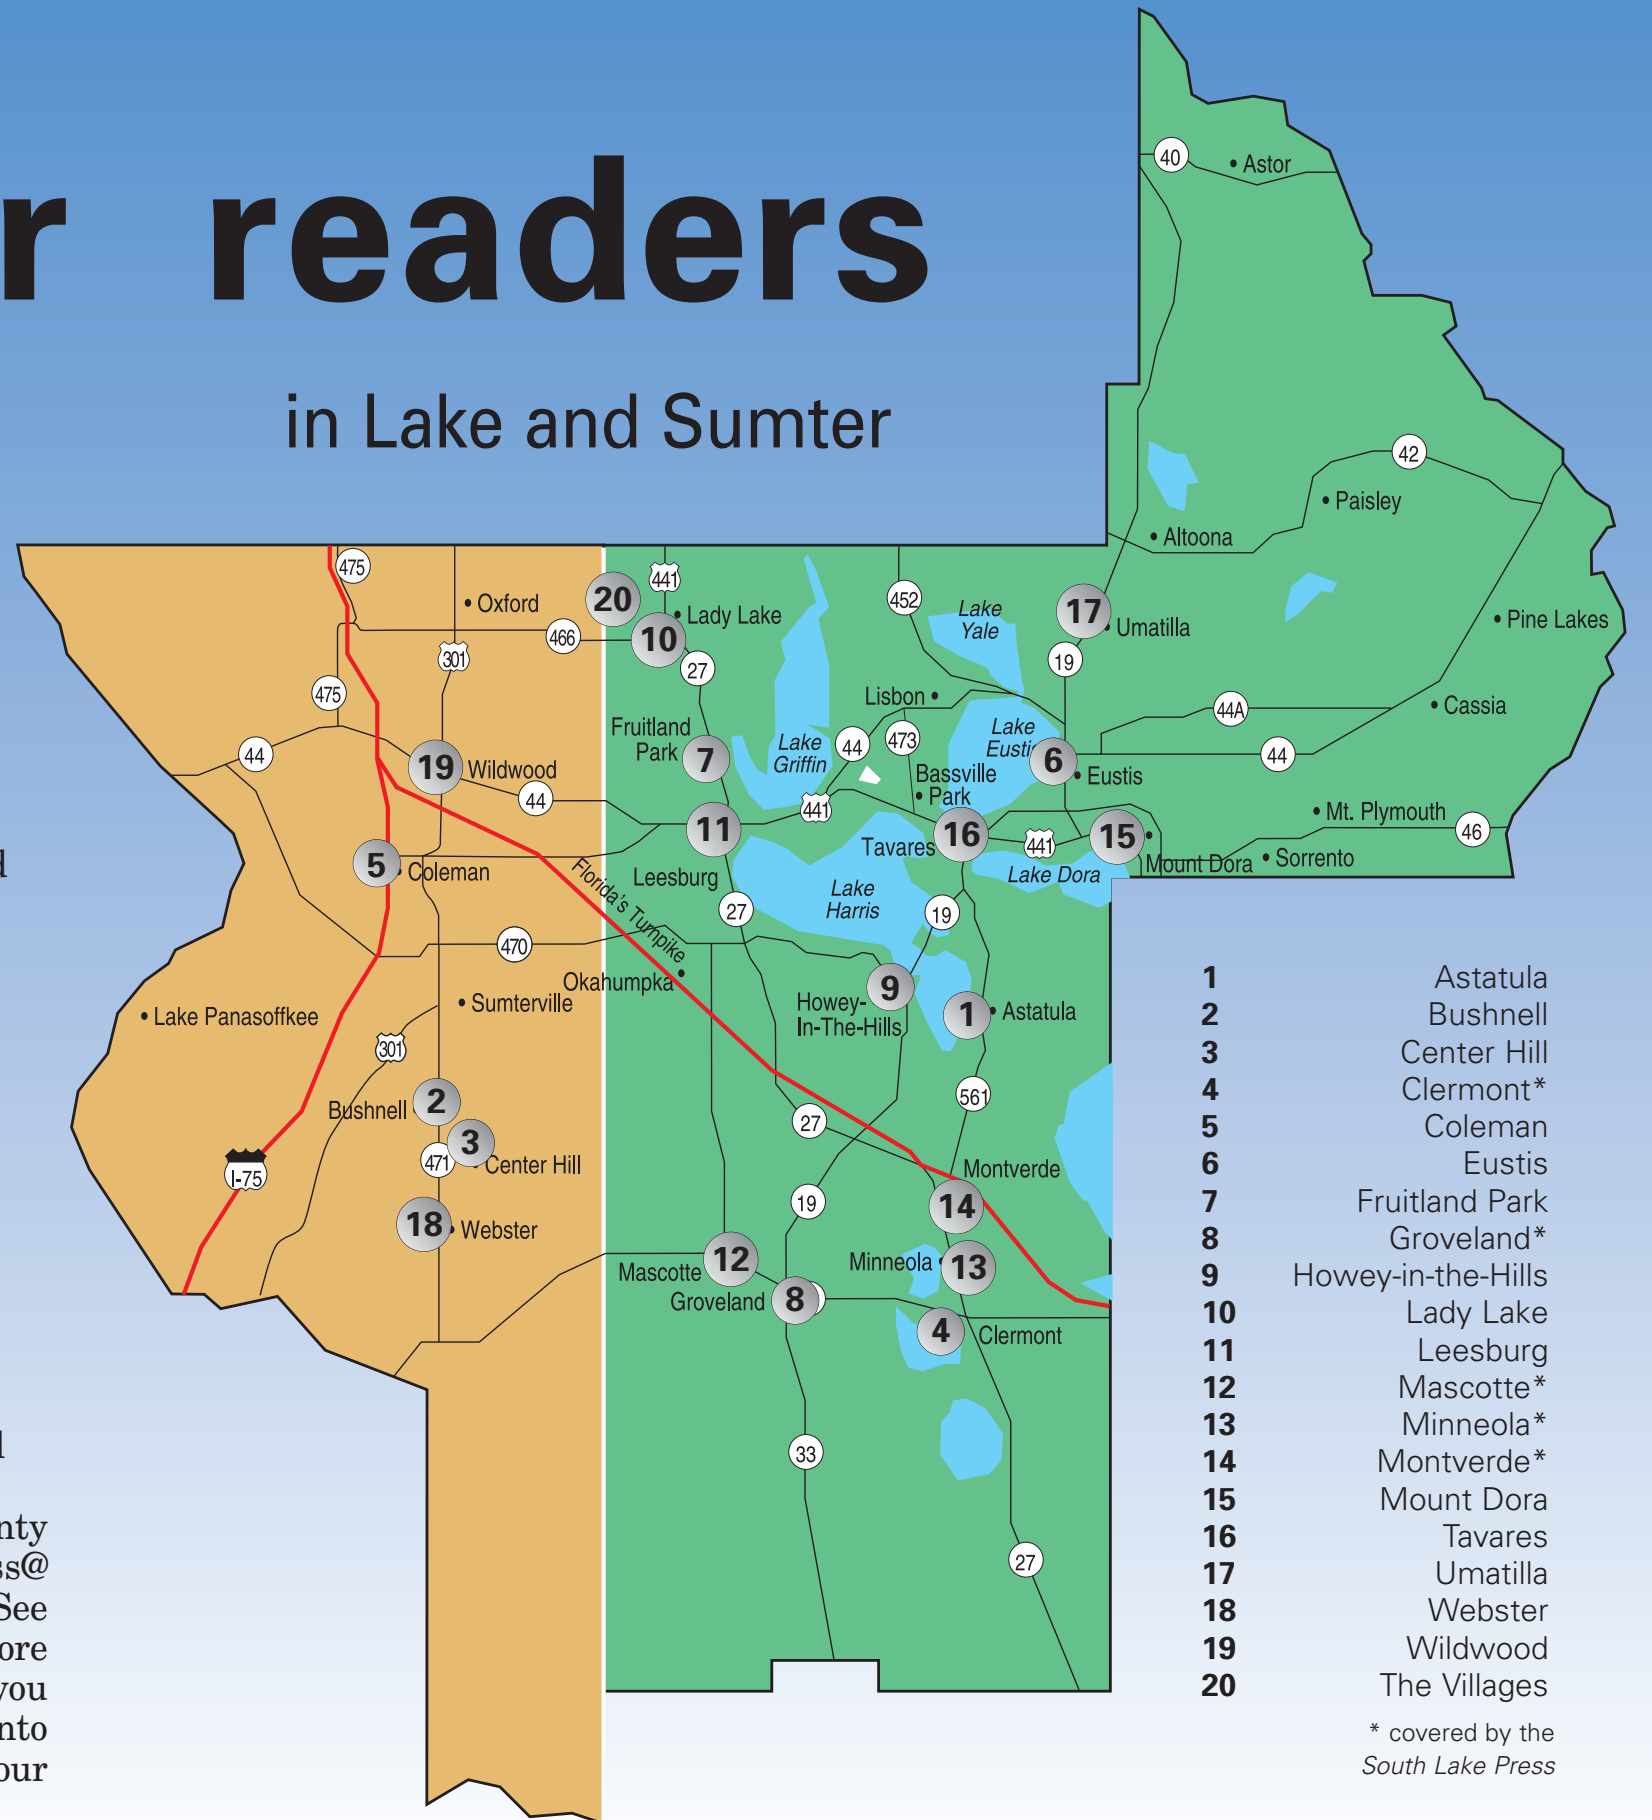 r readers
in Lake and Sumter
40
Astor
42
Paisley
Altoona
475
Oxford
20
441
Lady Lake
10
466
301
27
452
Lake
Yale
17
Umatilla
19
Pine Lakes
475
Lisbon
44A
Cassia
Fruitland
Park
7
Lake
Griffin
44
473
Lake
Eustis
6
Eustis
44
44
19
Wildwood
44
Bassville
Park
441
11
16
Tavares
441
15
Mount Dora
Mt. Plymouth
46
Sorrento
5
Coleman
Florida's Turnpike
Leesburg
Lake
Harris
Lake Dora
27
19
470
Okahumpka
9
Howey-
In-The-Hills
1
Astatula
Lake Panasoffkee
Sumterville
301
561
Bushnell
2
3
Center Hill
471
27
I-75
18
Webster
19
Montverde
14
Mascotte
12
Minneola
13
Groveland
8
4
Clermont
33
27
1 Astatula
2 Bushnell
3 Center Hill
4 Clermont*
5 Coleman
6 Eustis
7 Fruitland Park
8 Groveland*
9 Howey-in-the-Hills
10 Lady Lake
11 Leesburg
12 Mascotte*
13 Minneola*
14 Montverde*
15 Mount Dora
16 Tavares
17 Umatilla
18 Webster
19 Wildwood
20 The Villages
* covered by the
South Lake Press
nty
ss@
See
ore
you
nto
our